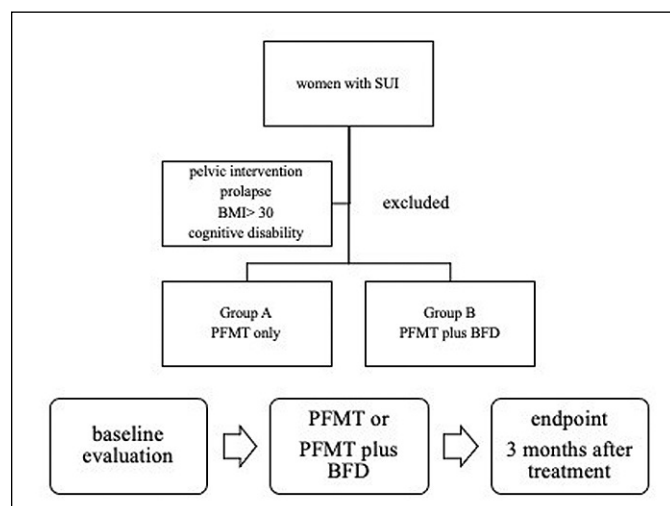 women with SUI
pelvic intervention
prolapse
BMI> 30
cognitive disability
excluded
Group A
PFMT only
Group B
PFMT plus BFD
baseline
evaluation
PFMT or
PFMT plus
BFD
endpoint
3 months after
treatment